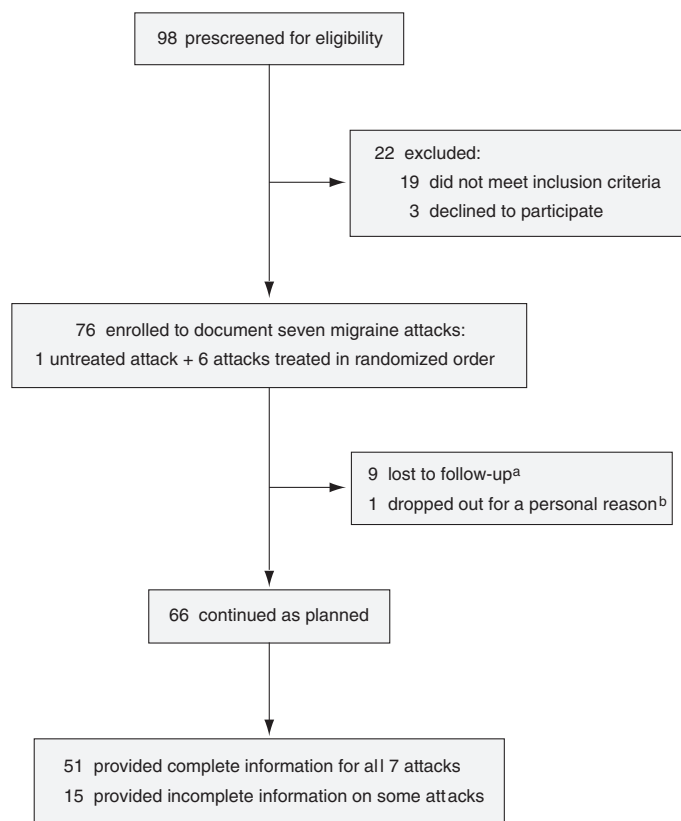 98 prescreened for eligibility
22 excluded:
19 did not meet inclusion criteria
3 declined to participate
76 enrolled to document seven migraine attacks:
1 untreated attack + 6 attacks treated in randomized order
9 lost to follow-upa
1 dropped out for a personal reasonb
66 continued as planned
51 provided complete information for all 7 attacks
15 provided incomplete information on some attacks